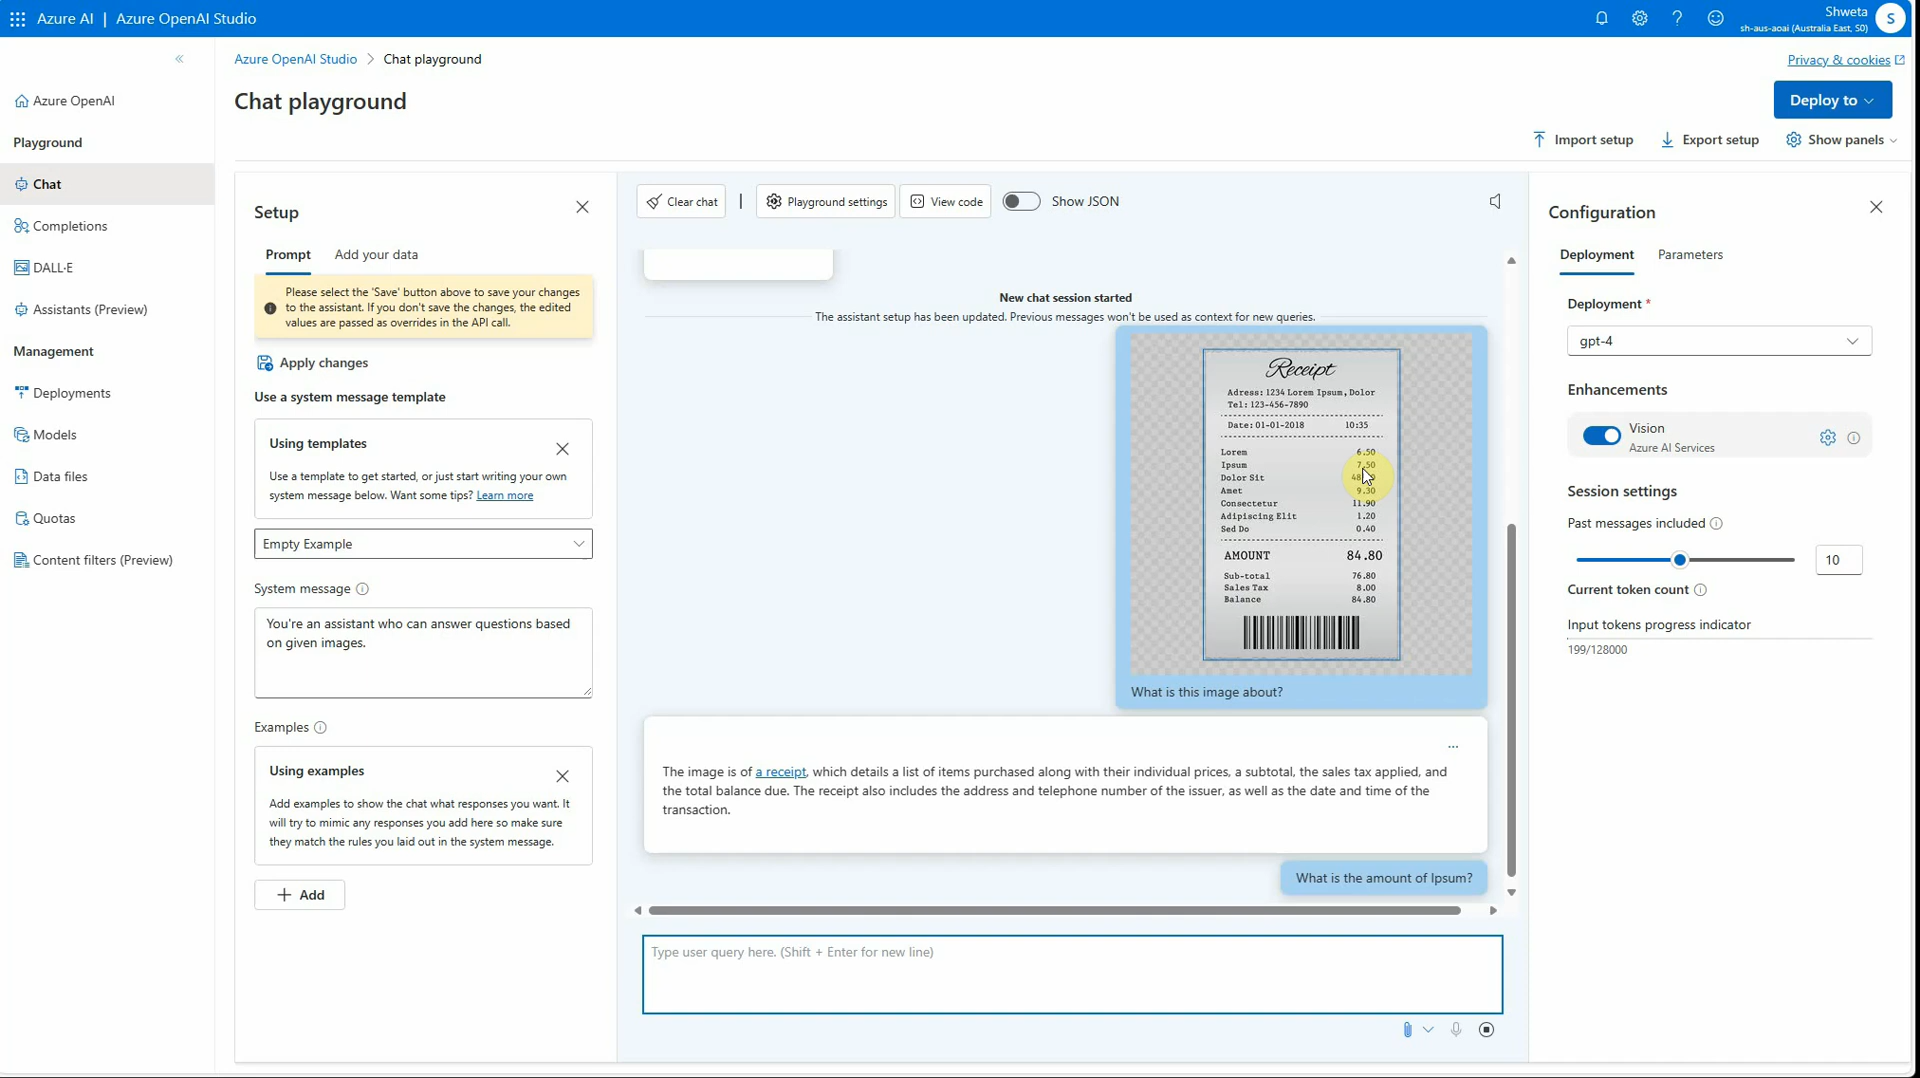 Azure AI | Azure OpenAI Studio
Shweta
sh-aus-aoai (Australia East, S0)
S
Azure OpenAI Studio > Chat playground
Privacy & cookies
Chat playground
Deploy to
Import setup
Export setup
Show panels
Azure OpenAI
Playground
Chat
Completions
DALL·E
Assistants (Preview)
Management
Deployments
Models
Data files
Quotas
Content filters (Preview)
Setup
Prompt
Add your data
Please select the 'Save' button above to save your changes
to the assistant. If you don't save the changes, the edited
values are passed as overrides in the API call.
Apply changes
Use a system message template
Using templates
Use a template to get started, or just start writing your own
system message below. Want some tips? Learn more
Empty Example
System message
You're an assistant who can answer questions based
on given images.
Examples
Using examples
Add examples to show the chat what responses you want. It
will try to mimic any responses you add here so make sure
they match the rules you laid out in the system message.
Add
Clear chat
Playground settings
View code
Show JSON
New chat session started
The assistant setup has been updated. Previous messages won't be used as context for new queries.
Receipt
Adress: 1234 Lorem Ipsum, Dolor
Tel: 123-456-7890
Date: 01-01-2018 10:35
Lorem 6.50
Ipsum 7.50
Dolor Sit
Amet 9.30
Consectetur 11.90
Adipiscing Elit 1.20
Sed Do 0.40
AMOUNT 84.80
Sub-total 76.80
Sales Tax 8.00
Balance 84.80
What is this image about?
The image is of a receipt, which details a list of items purchased along with their individual prices, a subtotal, the sales tax applied, and
the total balance due. The receipt also includes the address and telephone number of the issuer, as well as the date and time of the
transaction.
What is the amount of Ipsum?
Type user query here. (Shift + Enter for new line)
Configuration
Deployment
Parameters
Deployment *
gpt-4
Enhancements
Vision
Azure AI Services
Session settings
Past messages included
10
Current token count
Input tokens progress indicator
199/128000